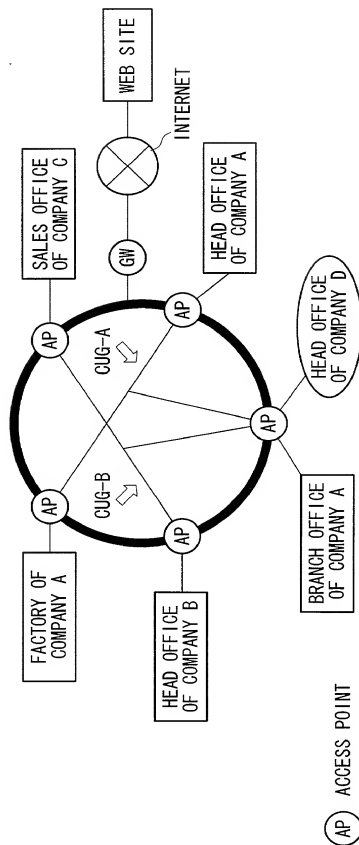 FACTORY OF
COMPANY A
SALES OFFICE
OF COMPANY C
AP
AP
CUG-B
CUG-A
GW
WEB SITE
INTERNET
AP
AP
AP
HEAD OFFICE
OF COMPANY B
HEAD OFFICE
OF COMPANY A
BRANCH OFFICE
OF COMPANY A
HEAD OFFICE
OF COMPANY D
AP ACCESS POINT